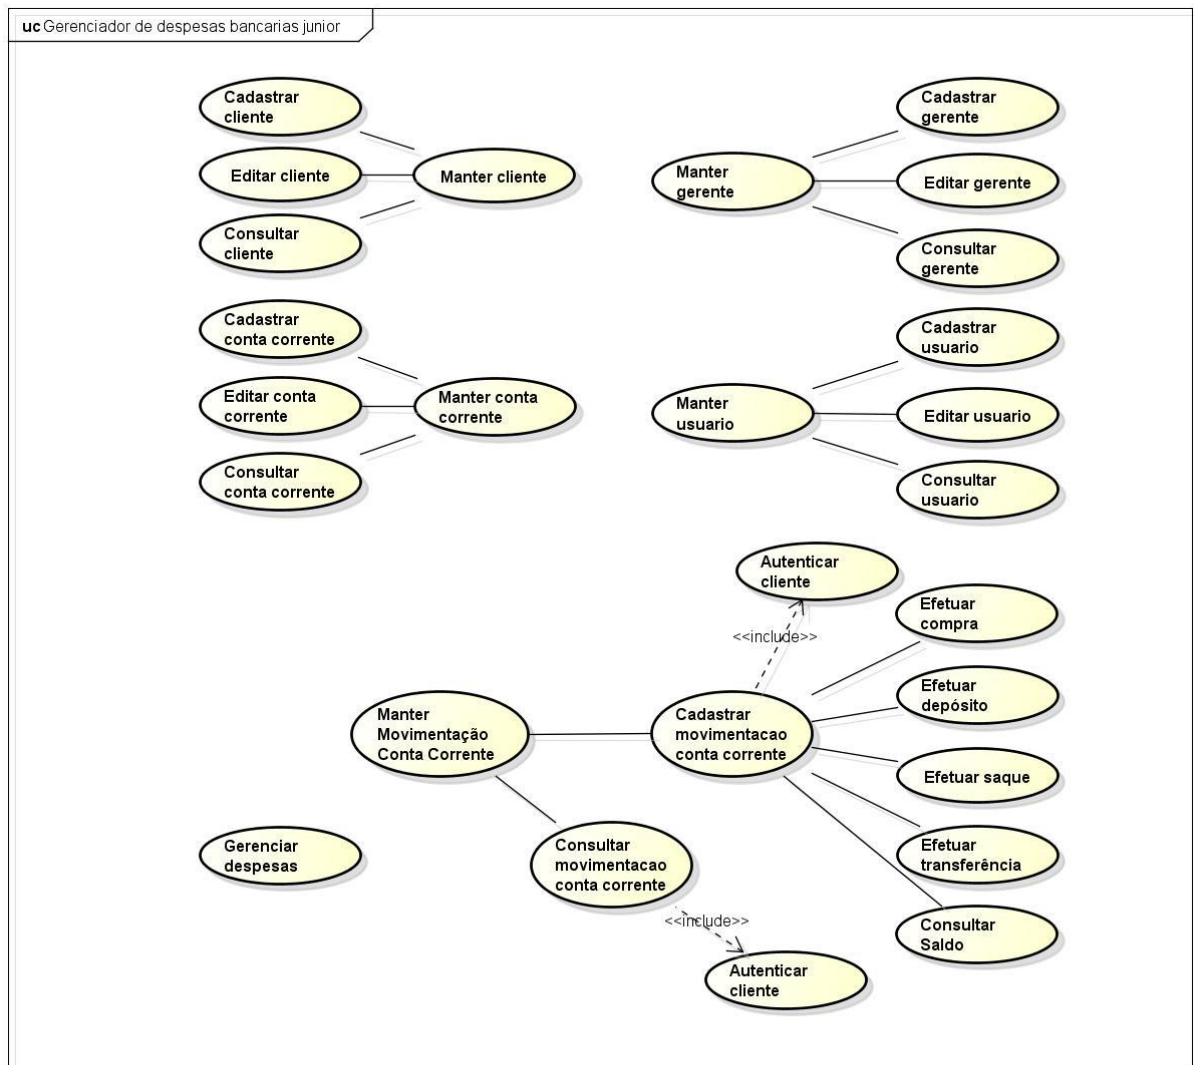 uc Gerenciador de despesas bancarias junior
Cadastrar
cliente
Editar cliente
Consultar
cliente
Manter cliente
Manter
gerente
Cadastrar
gerente
Editar gerente
Consultar
gerente
Cadastrar
conta corrente
Editar conta
corrente
Consultar
conta corrente
Manter conta
corrente
Manter
usuario
Cadastrar
usuario
Editar usuario
Consultar
usuario
Autenticar
cliente
<<include>>
Manter
Movimentação
Conta Corrente
Cadastrar
movimentacao
conta corrente
Efetuar
compra
Efetuar
depósito
Efetuar saque
Efetuar
transferência
Consultar
Saldo
Gerenciar
despesas
Consultar
movimentacao
conta corrente
<<include>>
Autenticar
cliente